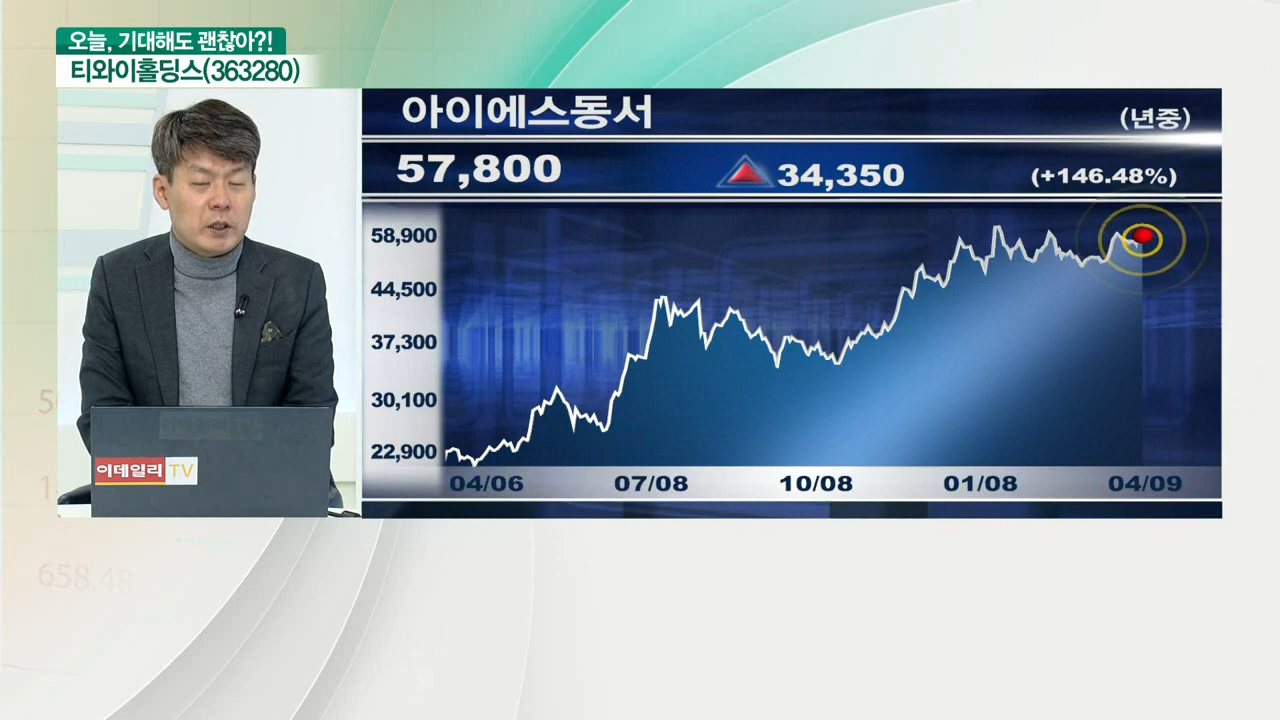 오늘, 기대해도 괜찮아?!
티와이홀딩스(363280)
아이에스동서
(년중)
57,800
34,350
(+146.48%)
58,900
44,500
37,300
30,100
22,900
04/06
07/08
10/08
01/08
04/09
이데일리 TV
658.48